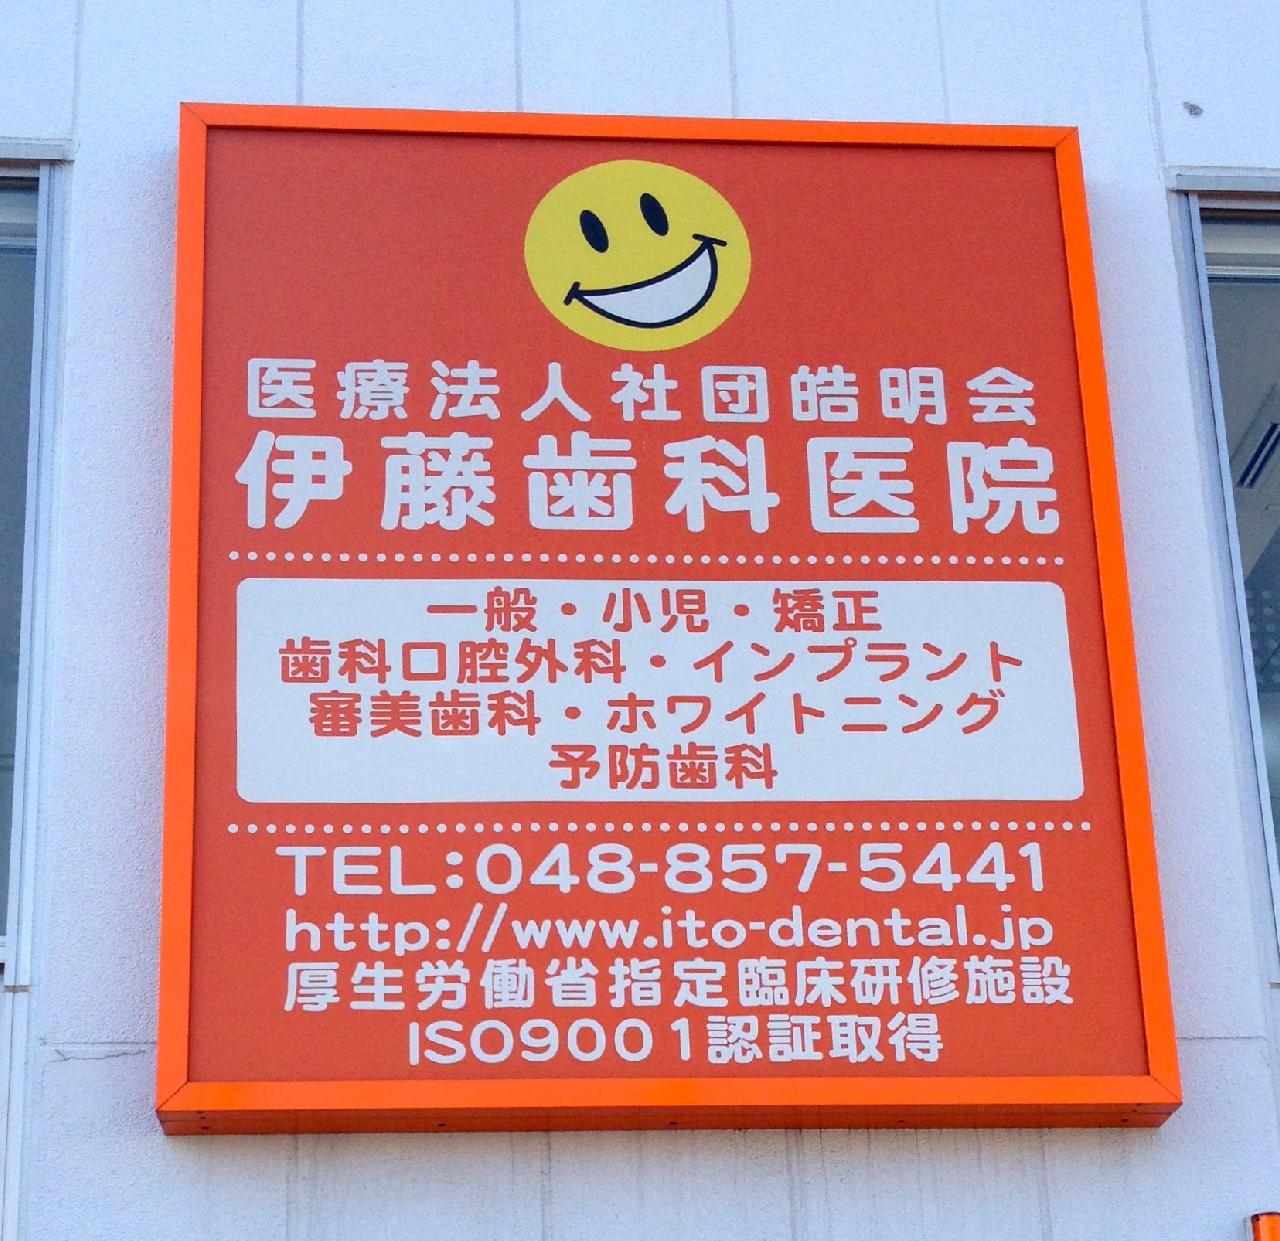 医療法人社団皓明会
伊藤歯科医院
一般・小児・矯正
歯科口腔外科・インプラント
審美歯科・ホワイトニング
予防歯科
TEL:048-857-5441
http://www.ito-dental.jp
厚生労働省指定臨床研修施設
ISO9001認証取得